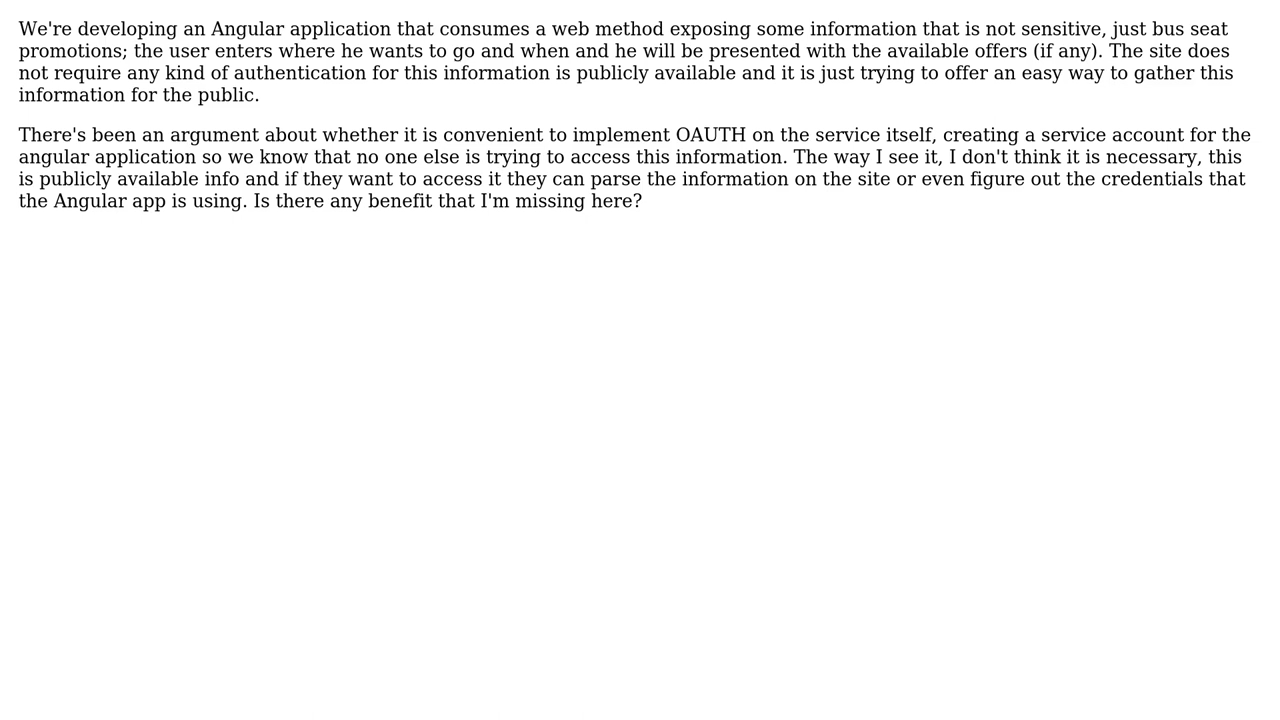 We're developing an Angular application that consumes a web method exposing some information that is not sensitive, just bus seat
promotions; the user enters where he wants to go and when and he will be presented with the available offers (if any). The site does
not require any kind of authentication for this information is publicly available and it is just trying to offer an easy way to gather this
information for the public.
There's been an argument about whether it is convenient to implement OAUTH on the service itself, creating a service account for the
angular application so we know that no one else is trying to access this information. The way I see it, I don't think it is necessary, this
is publicly available info and if they want to access it they can parse the information on the site or even figure out the credentials that
the Angular app is using. Is there any benefit that I'm missing here?